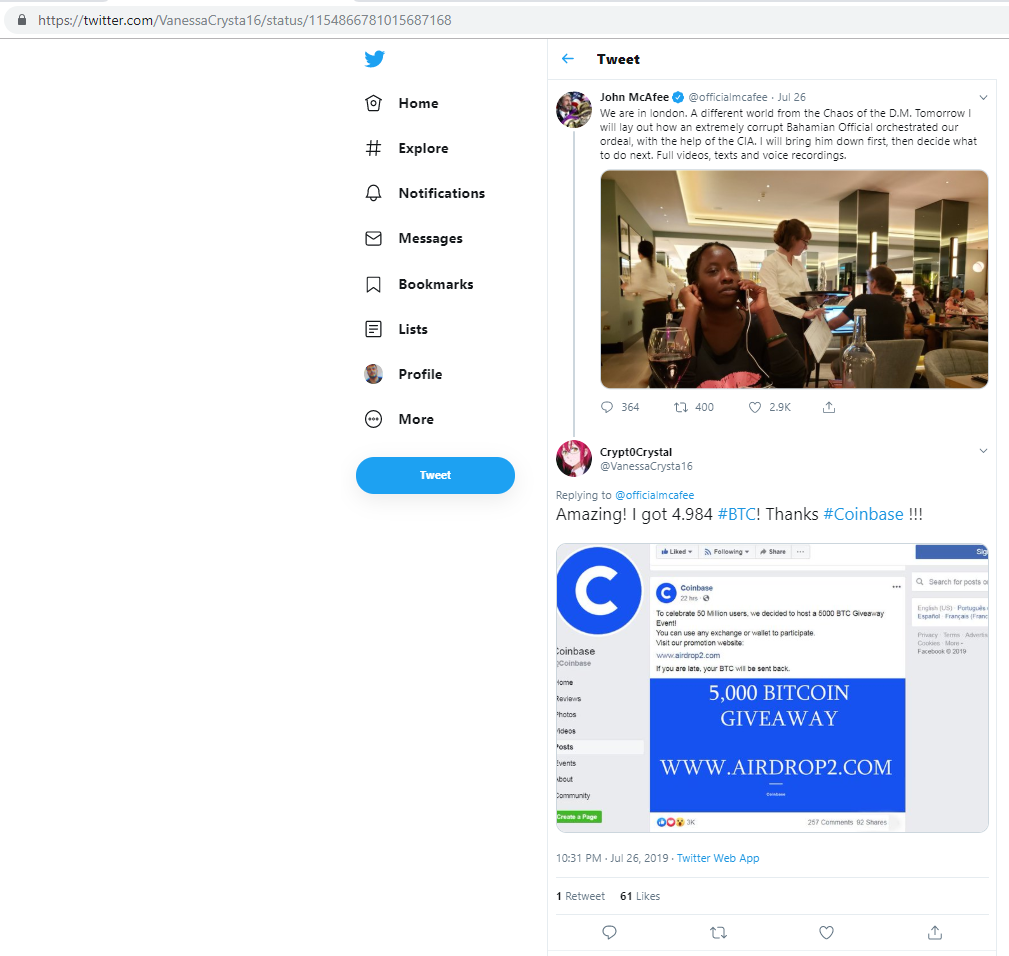 https://twitter.com/VanessaCrysta16/status/1154866781015687168
Home
Explore
Notifications
Messages
Bookmarks
Lists
Profile
More
Tweet
Tweet
John McAfee @officialmcafee · Jul 26
We are in london. A different world from the Chaos of the D.M. Tomorrow I
will lay out how an extremely corrupt Bahamian Official orchestrated our
ordeal, with the help of the CIA. I will bring him down first, then decide what
to do next. Full videos, texts and voice recordings.
364 400 2.9K
Crypt0Crystal
@VanessaCrysta16
Replying to @officialmcafee
Amazing! I got 4.984 #BTC! Thanks #Coinbase !!!
Liked Following Share ···
Sig
C
oinbase
@Coinbase
ome
Reviews
Photos
ideos
osts
vents
bout
ommunity
Create a Page
C
Coinbase
22 hrs ·
To celebrate 50 Million users, we decided to host a 5000 BTC Giveaway
Event!
You can use any exchange or wallet to participate.
Visit our promotion website:
www.airdrop2.com
If you are late, your BTC will be sent back.
5,000 BITCOIN
GIVEAWAY
WWW.AIRDROP2.COM
Coinbase
3K 257 Comments 92 Shares
Search for posts o
English (US) · Português
Español · Français (Franc
Privacy · Terms · Advertis
Cookies · More
Facebook © 2019
10:31 PM · Jul 26, 2019 · Twitter Web App
1 Retweet 61 Likes